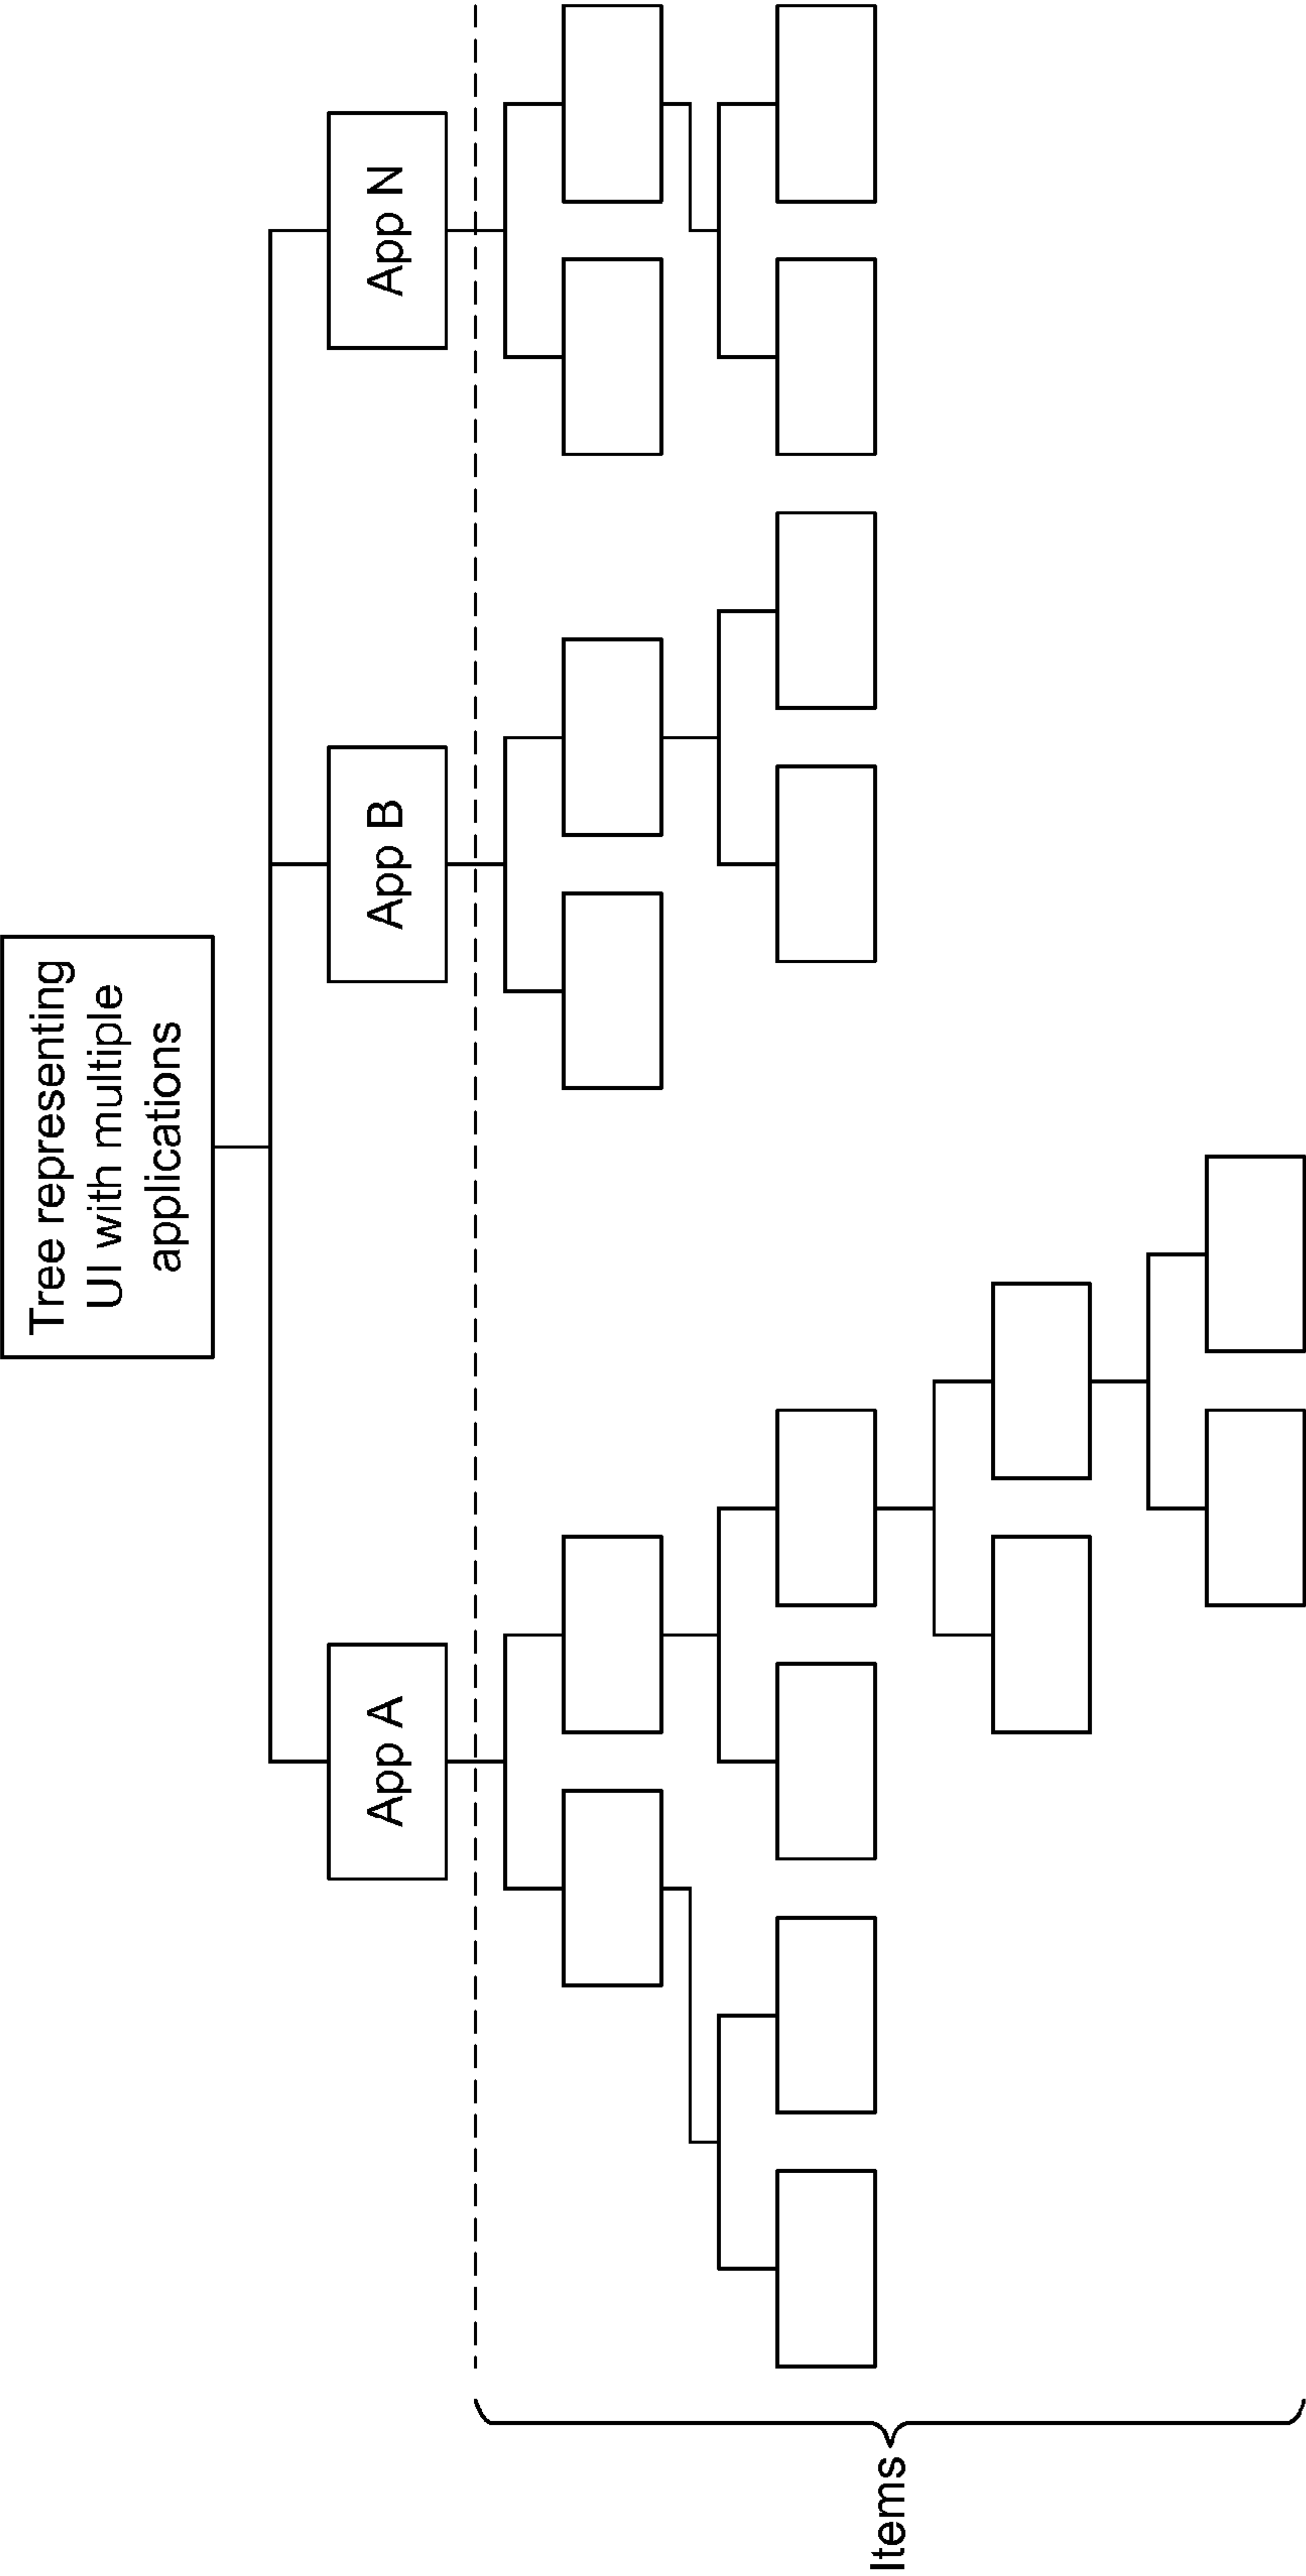 Tree representing
UI with multiple
applications
App A
App B
App N
Items